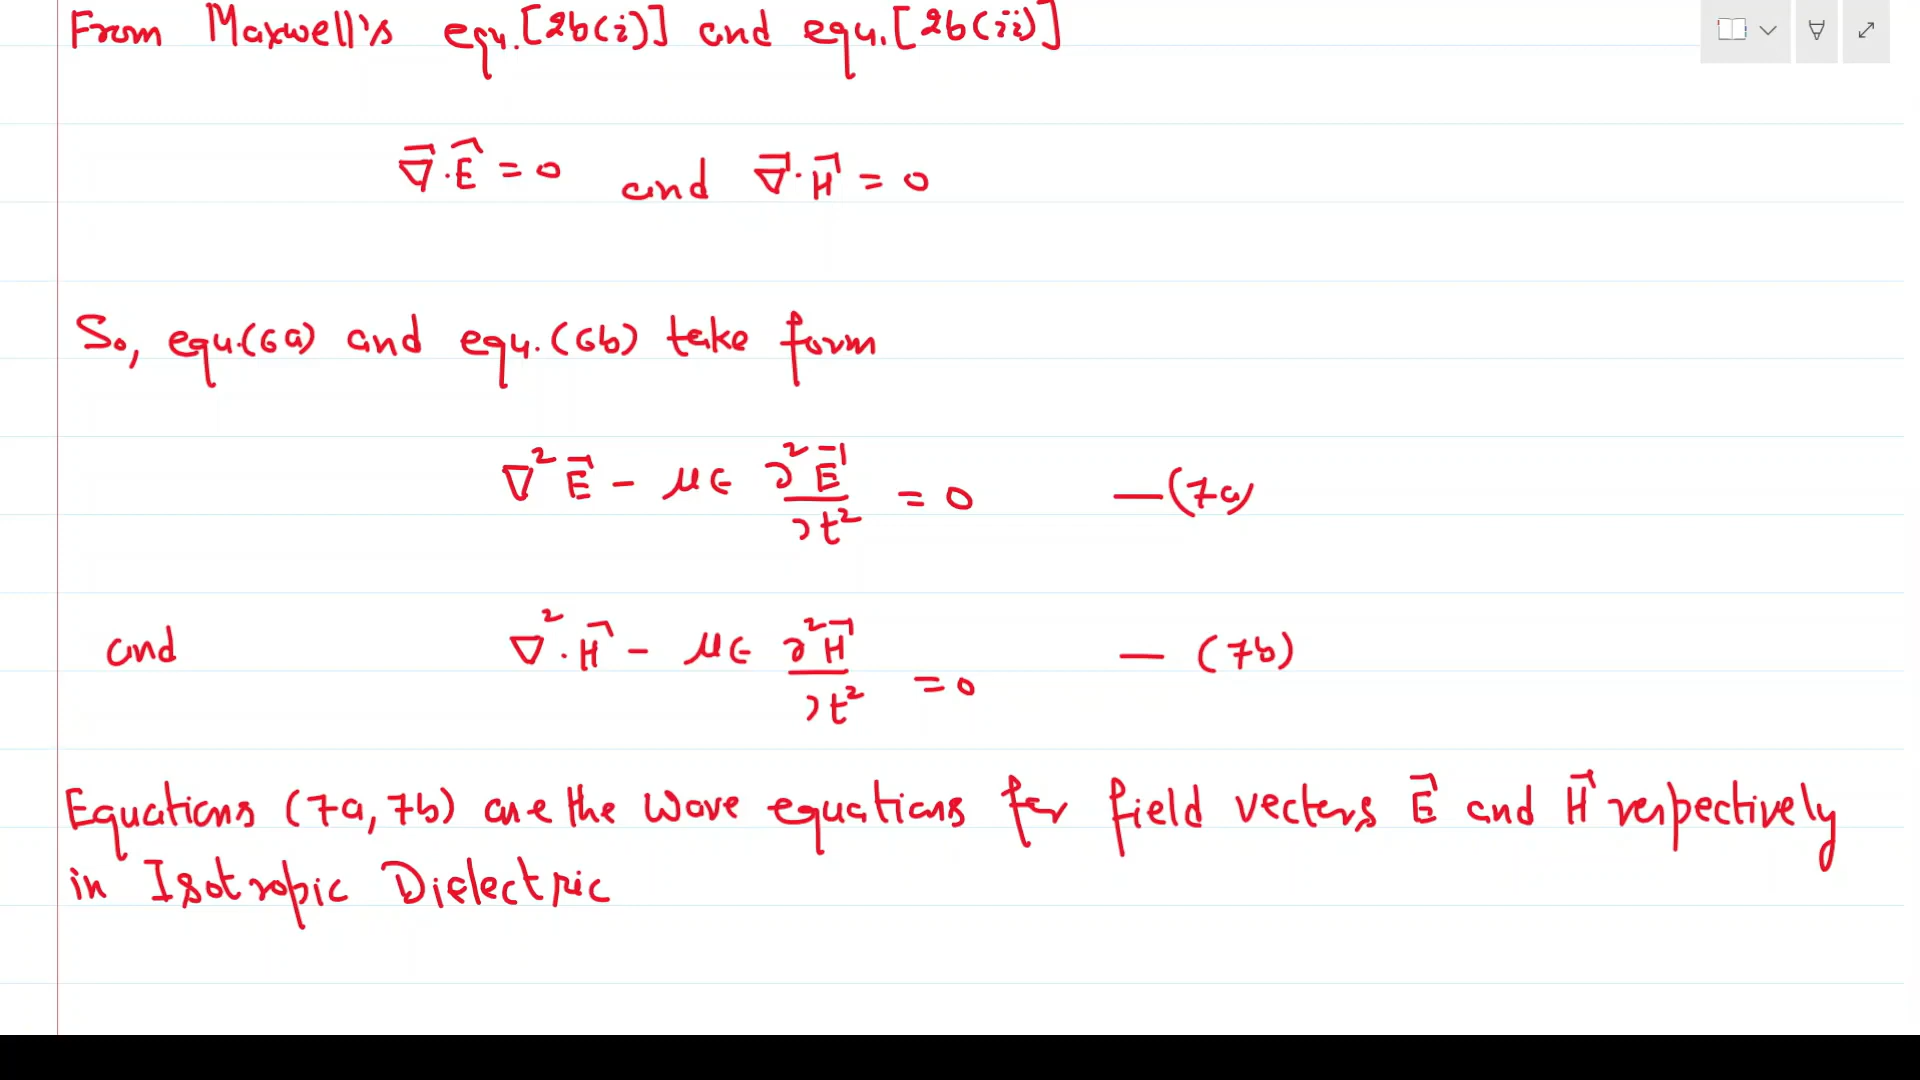 From Maxwell's equ.[2b(i)] and equ.[2b(ii)]
∇⃗·E⃗ = 0 and ∇⃗·H⃗ = 0
So, equ.(6a) and equ.(6b) take form
∇²E⃗ - μ∈ ∂²E⃗/∂t² = 0 —(7a)
and ∇²·H⃗ - μ∈ ∂²H⃗/∂t² = 0 — (7b)
Equations (7a, 7b) are the wave equations for field vectors E⃗ and H⃗ respectively
in Isotropic Dielectric